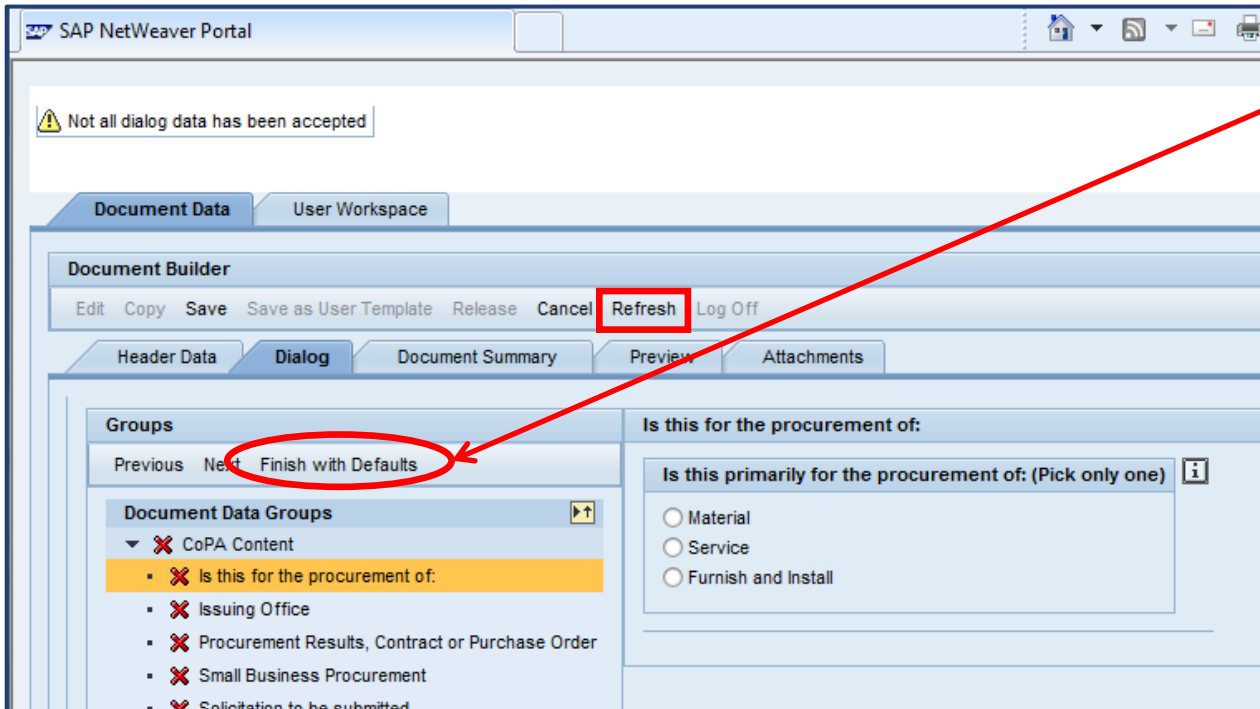 SAP NetWeaver Portal
Not all dialog data has been accepted
Document Data User Workspace
Document Builder
Edit Copy Save Save as User Template Release Cancel Refresh Log Off
Header Data Dialog Document Summary Preview Attachments
Groups
Previous Next Finish with Defaults
Document Data Groups
CoPA Content
Is this for the procurement of:
Issuing Office
Procurement Results, Contract or Purchase Order
Small Business Procurement
Solicitation to be submitted
Is this for the procurement of:
Is this primarily for the procurement of: (Pick only one)
Material
Service
Furnish and Install